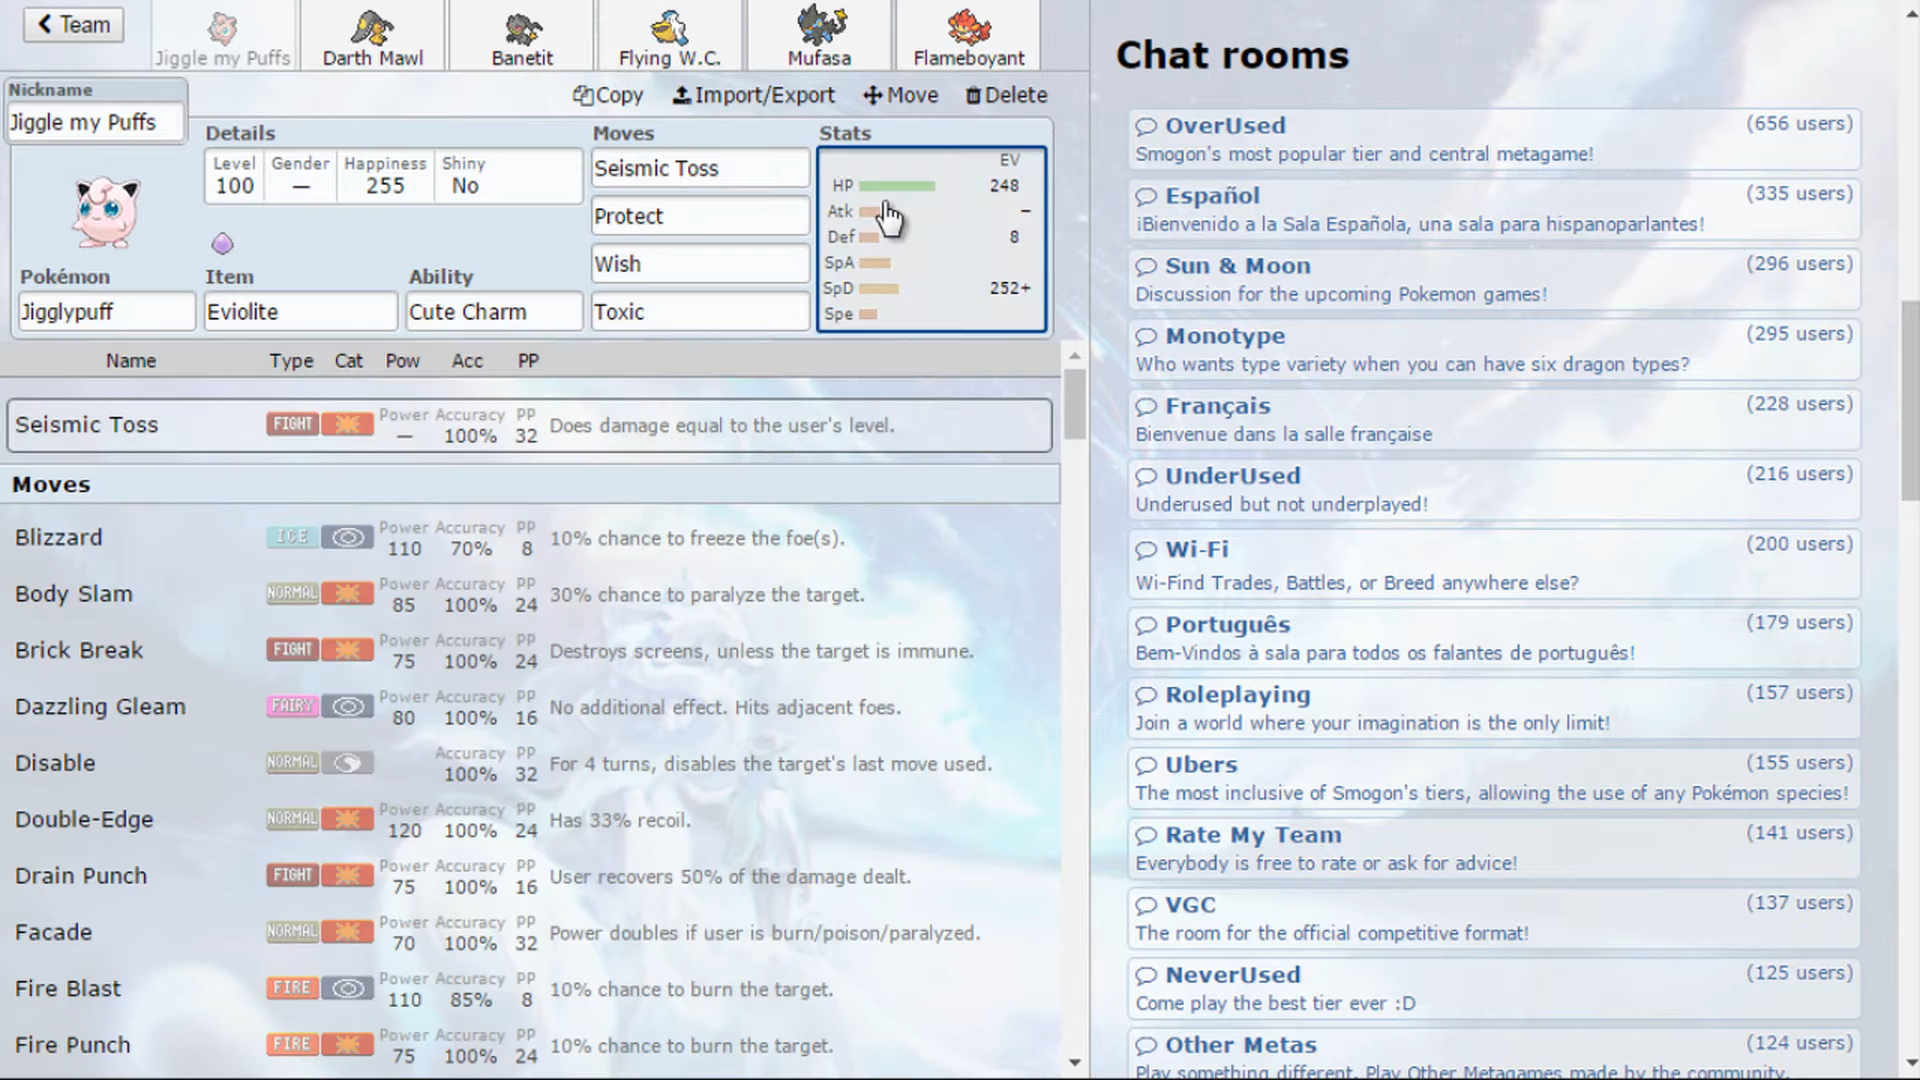 Team
Jiggle my Puffs
Darth Mawl
Banetit
Flying W.C.
Mufasa
Flameboyant
Nickname
Jiggle my Puffs
Copy
Import/Export
Move
Delete
Details
Level
100
Gender
—
Happiness
255
Shiny
No
Pokémon
Jigglypuff
Item
Eviolite
Ability
Cute Charm
Moves
Seismic Toss
Protect
Wish
Toxic
Stats
EV
HP 248
Atk –
Def 8
SpA
SpD 252+
Spe
Name Type Cat Pow Acc PP
Seismic Toss FIGHT Power — Accuracy 100% PP 32 Does damage equal to the user's level.
Moves
Blizzard ICE Power 110 Accuracy 70% PP 8 10% chance to freeze the foe(s).
Body Slam NORMAL Power 85 Accuracy 100% PP 24 30% chance to paralyze the target.
Brick Break FIGHT Power 75 Accuracy 100% PP 24 Destroys screens, unless the target is immune.
Dazzling Gleam FAIRY Power 80 Accuracy 100% PP 16 No additional effect. Hits adjacent foes.
Disable NORMAL Accuracy 100% PP 32 For 4 turns, disables the target's last move used.
Double-Edge NORMAL Power 120 Accuracy 100% PP 24 Has 33% recoil.
Drain Punch FIGHT Power 75 Accuracy 100% PP 16 User recovers 50% of the damage dealt.
Facade NORMAL Power 70 Accuracy 100% PP 32 Power doubles if user is burn/poison/paralyzed.
Fire Blast FIRE Power 110 Accuracy 85% PP 8 10% chance to burn the target.
Fire Punch FIRE Power 75 Accuracy 100% PP 24 10% chance to burn the target.
Chat rooms
OverUsed (656 users)
Smogon's most popular tier and central metagame!
Español (335 users)
¡Bienvenido a la Sala Española, una sala para hispanoparlantes!
Sun & Moon (296 users)
Discussion for the upcoming Pokemon games!
Monotype (295 users)
Who wants type variety when you can have six dragon types?
Français (228 users)
Bienvenue dans la salle française
UnderUsed (216 users)
Underused but not underplayed!
Wi-Fi (200 users)
Wi-Find Trades, Battles, or Breed anywhere else?
Português (179 users)
Bem-Vindos à sala para todos os falantes de português!
Roleplaying (157 users)
Join a world where your imagination is the only limit!
Ubers (155 users)
The most inclusive of Smogon's tiers, allowing the use of any Pokémon species!
Rate My Team (141 users)
Everybody is free to rate or ask for advice!
VGC (137 users)
The room for the official competitive format!
NeverUsed (125 users)
Come play the best tier ever :D
Other Metas (124 users)
Play something different. Play Other Metagames made by the community.